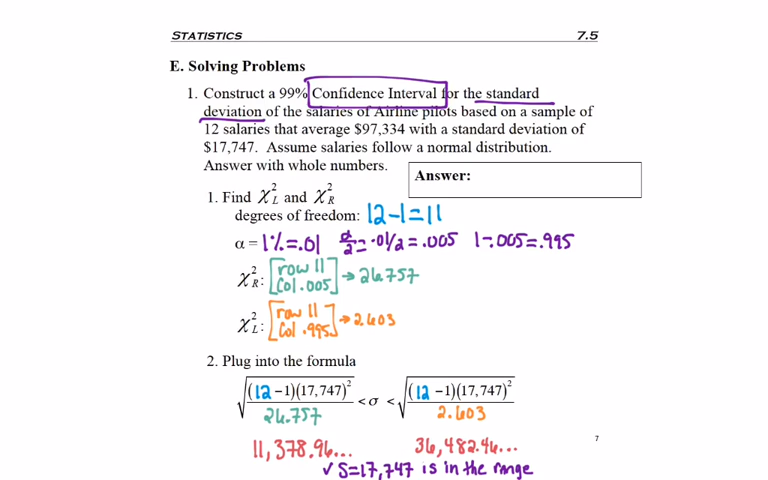 STATISTICS 7.5
E. Solving Problems
1. Construct a 99% Confidence Interval for the standard
deviation of the salaries of Airline pilots based on a sample of
12 salaries that average $97,334 with a standard deviation of
$17,747. Assume salaries follow a normal distribution.
Answer with whole numbers.
Answer:
1. Find χ²L and χ²R
degrees of freedom: 12-1=11
α = 1%=.01 α/2=.01/2=.005 1-.005=.995
χ²R: [row 11
col .005] → 26.757
χ²L: [row 11
col .995] → 2.603
2. Plug into the formula
√((12 -1)(17,747)²/26.757) < σ < √((12 -1)(17,747)²/2.603)
7
11,378.96... 36,482.46...
✓ S=17,747 is in the range